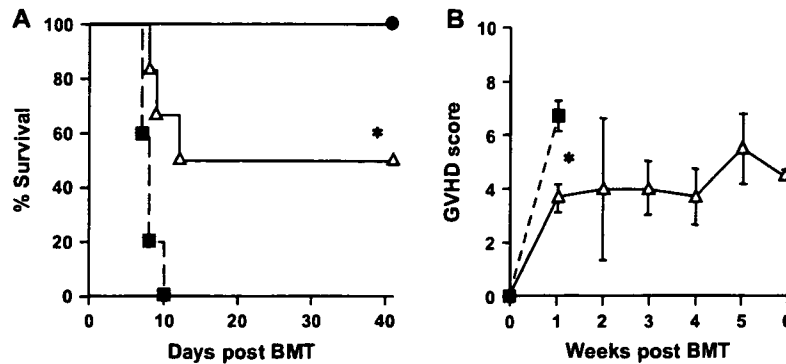 A
% Survival
100
80
60
40
20
0
*
0 10 20 30 40
Days post BMT
B
GVHD score
10
8
6
4
2
0
*
0 1 2 3 4 5 6
Weeks post BMT